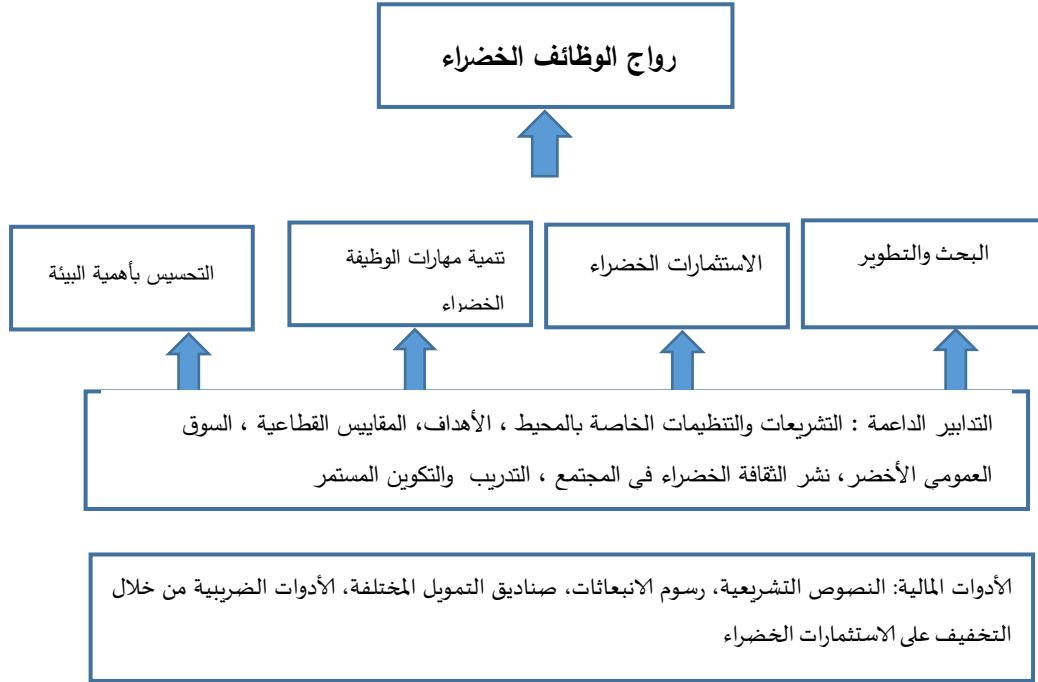 رواج الوظائف الخضراء
البحث والتطوير
الاستثمارات الخضراء
تنمية مهارات الوظيفة
الخضراء
التحسيس بأهمية البيئة
التدابير الداعمة : التشريعات والتنظيمات الخاصة بالمحيط ، الأهداف، المقاييس القطاعية ، السوق
العمومي الأخضر ، نشر الثقافة الخضراء في المجتمع ، التدريب والتكوين المستمر
الأدوات المالية: النصوص التشريعية، رسوم الانبعاثات، صناديق التمويل المختلفة، الأدوات الضريبية من خلال
التخفيف على الاستثمارات الخضراء